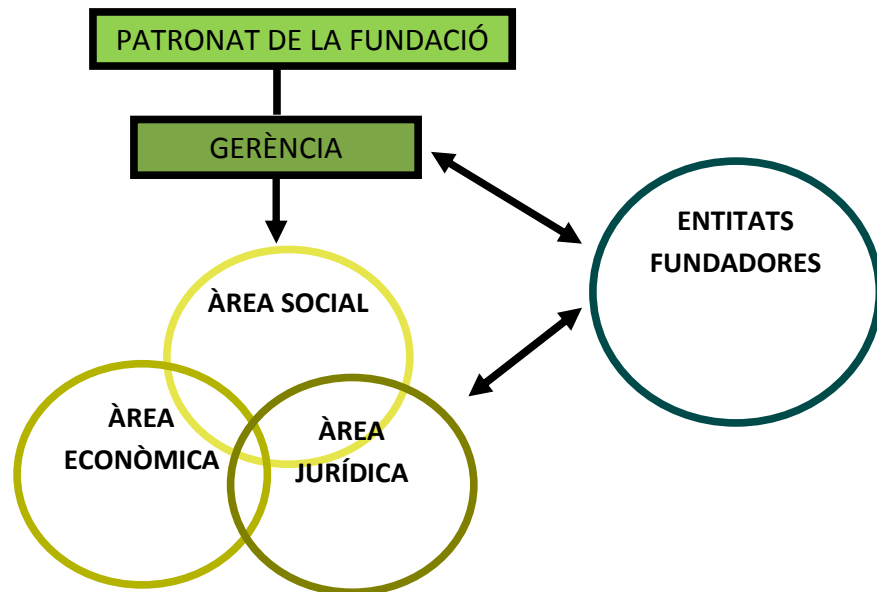 PATRONAT DE LA FUNDACIÓ
GERÈNCIA
ENTITATS
FUNDADORES
ÀREA SOCIAL
ÀREA
ECONÒMICA
ÀREA
JURÍDICA